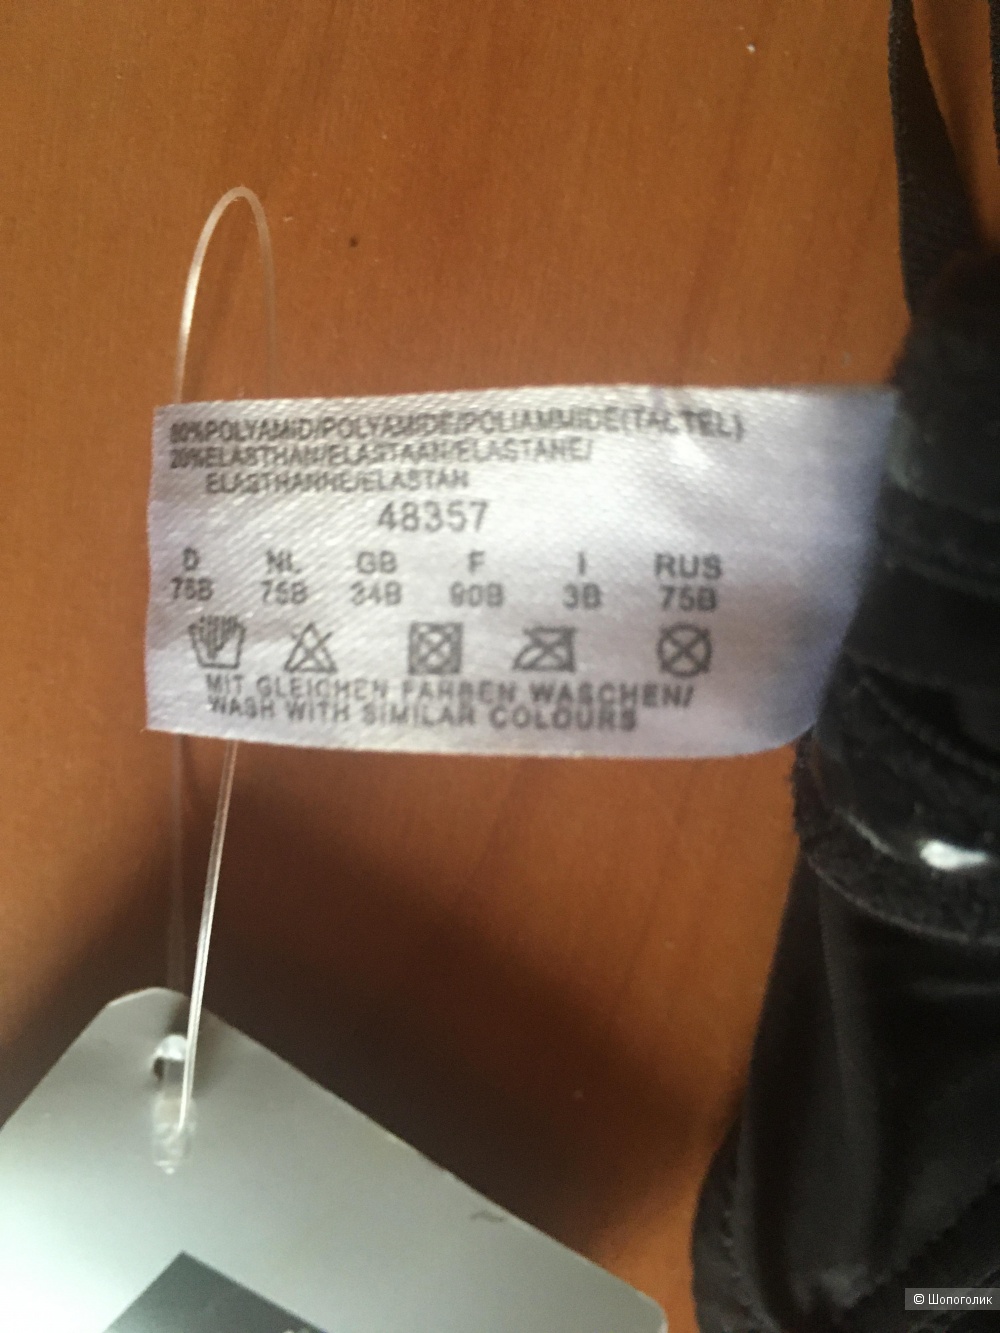 80%POLYAMID/POLYAMIDE/POLIAMMIDE(TACTEL)
20%ELASTHAN/ELASTAAN/ELASTANE/
ELASTHANNE/ELASTAN
48357
D NL GB F I RUS
75B 75B 34B 90B 3B 75B
MIT GLEICHEN FARBEN WASCHEN/
WASH WITH SIMILAR COLOURS
© Шопоголик